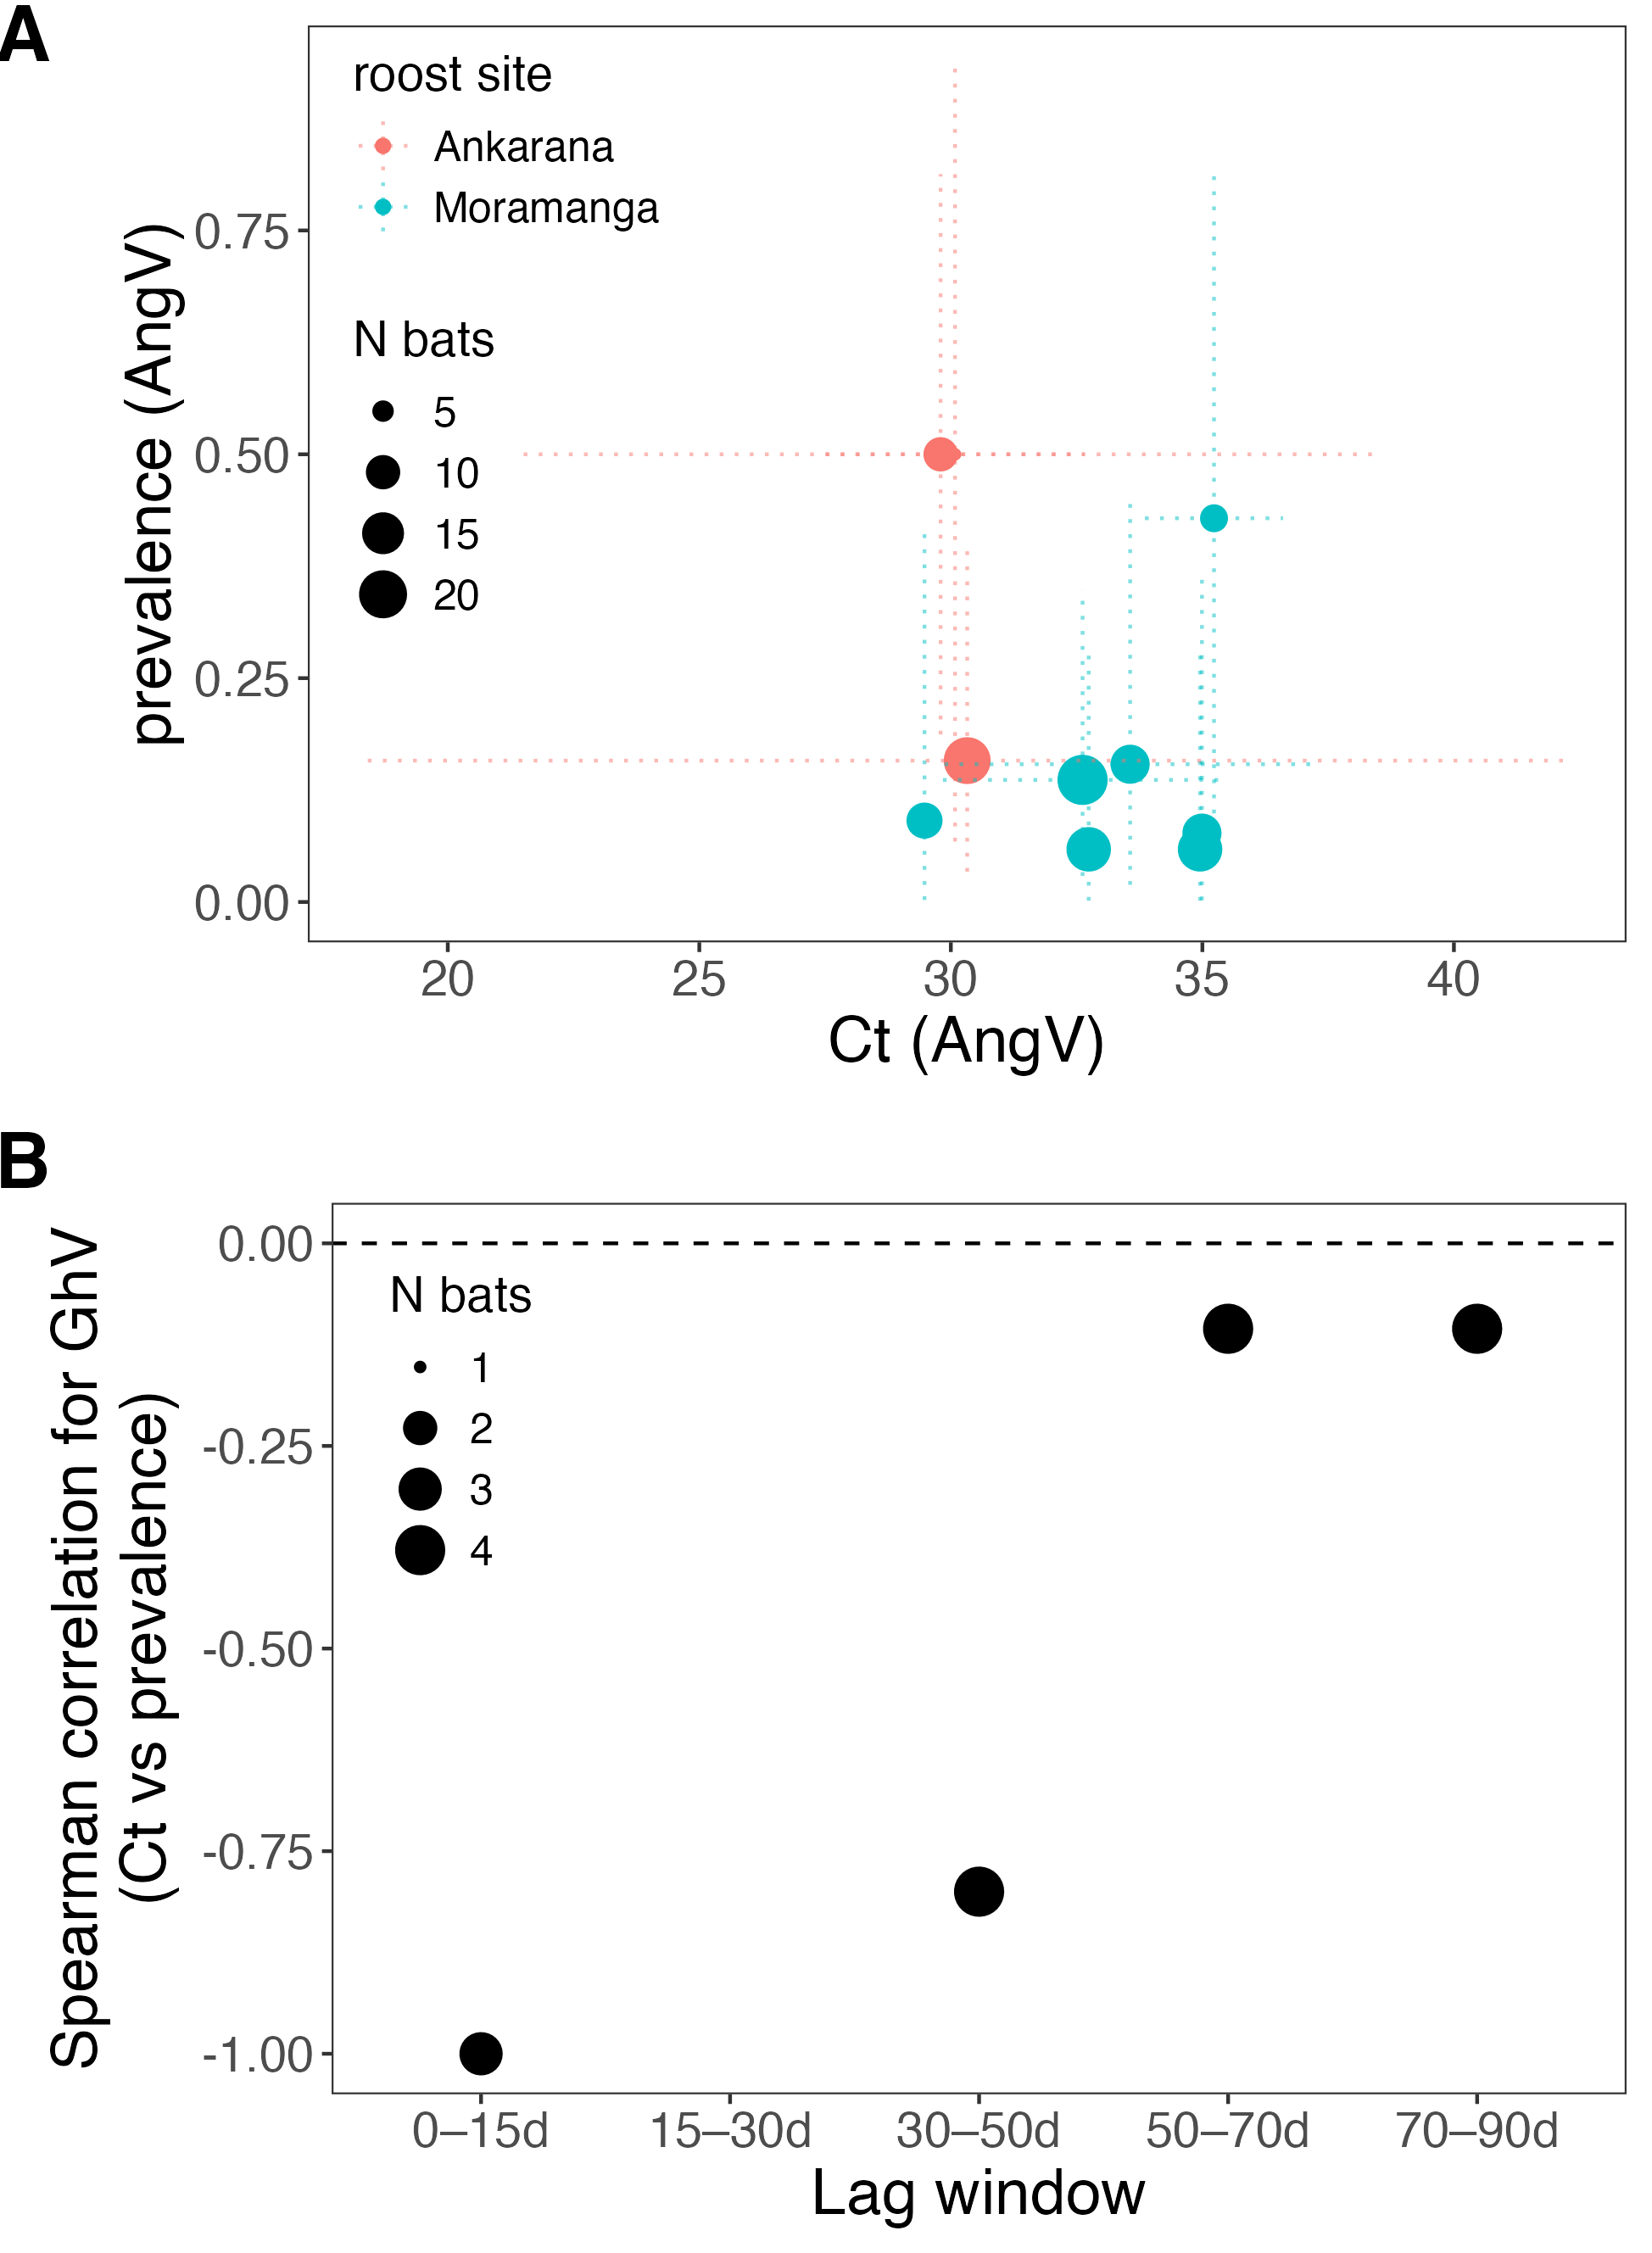 A
roost site
Ankarana
Moramanga
N bats
5
10
15
20
prevalence (AngV)
0.75
0.50
0.25
0.00
20 25 30 35 40
Ct (AngV)
B
Spearman correlation for GhV
(Ct vs prevalence)
0.00
-0.25
-0.50
-0.75
-1.00
N bats
1
2
3
4
0–15d 15–30d 30–50d 50–70d 70–90d
Lag window